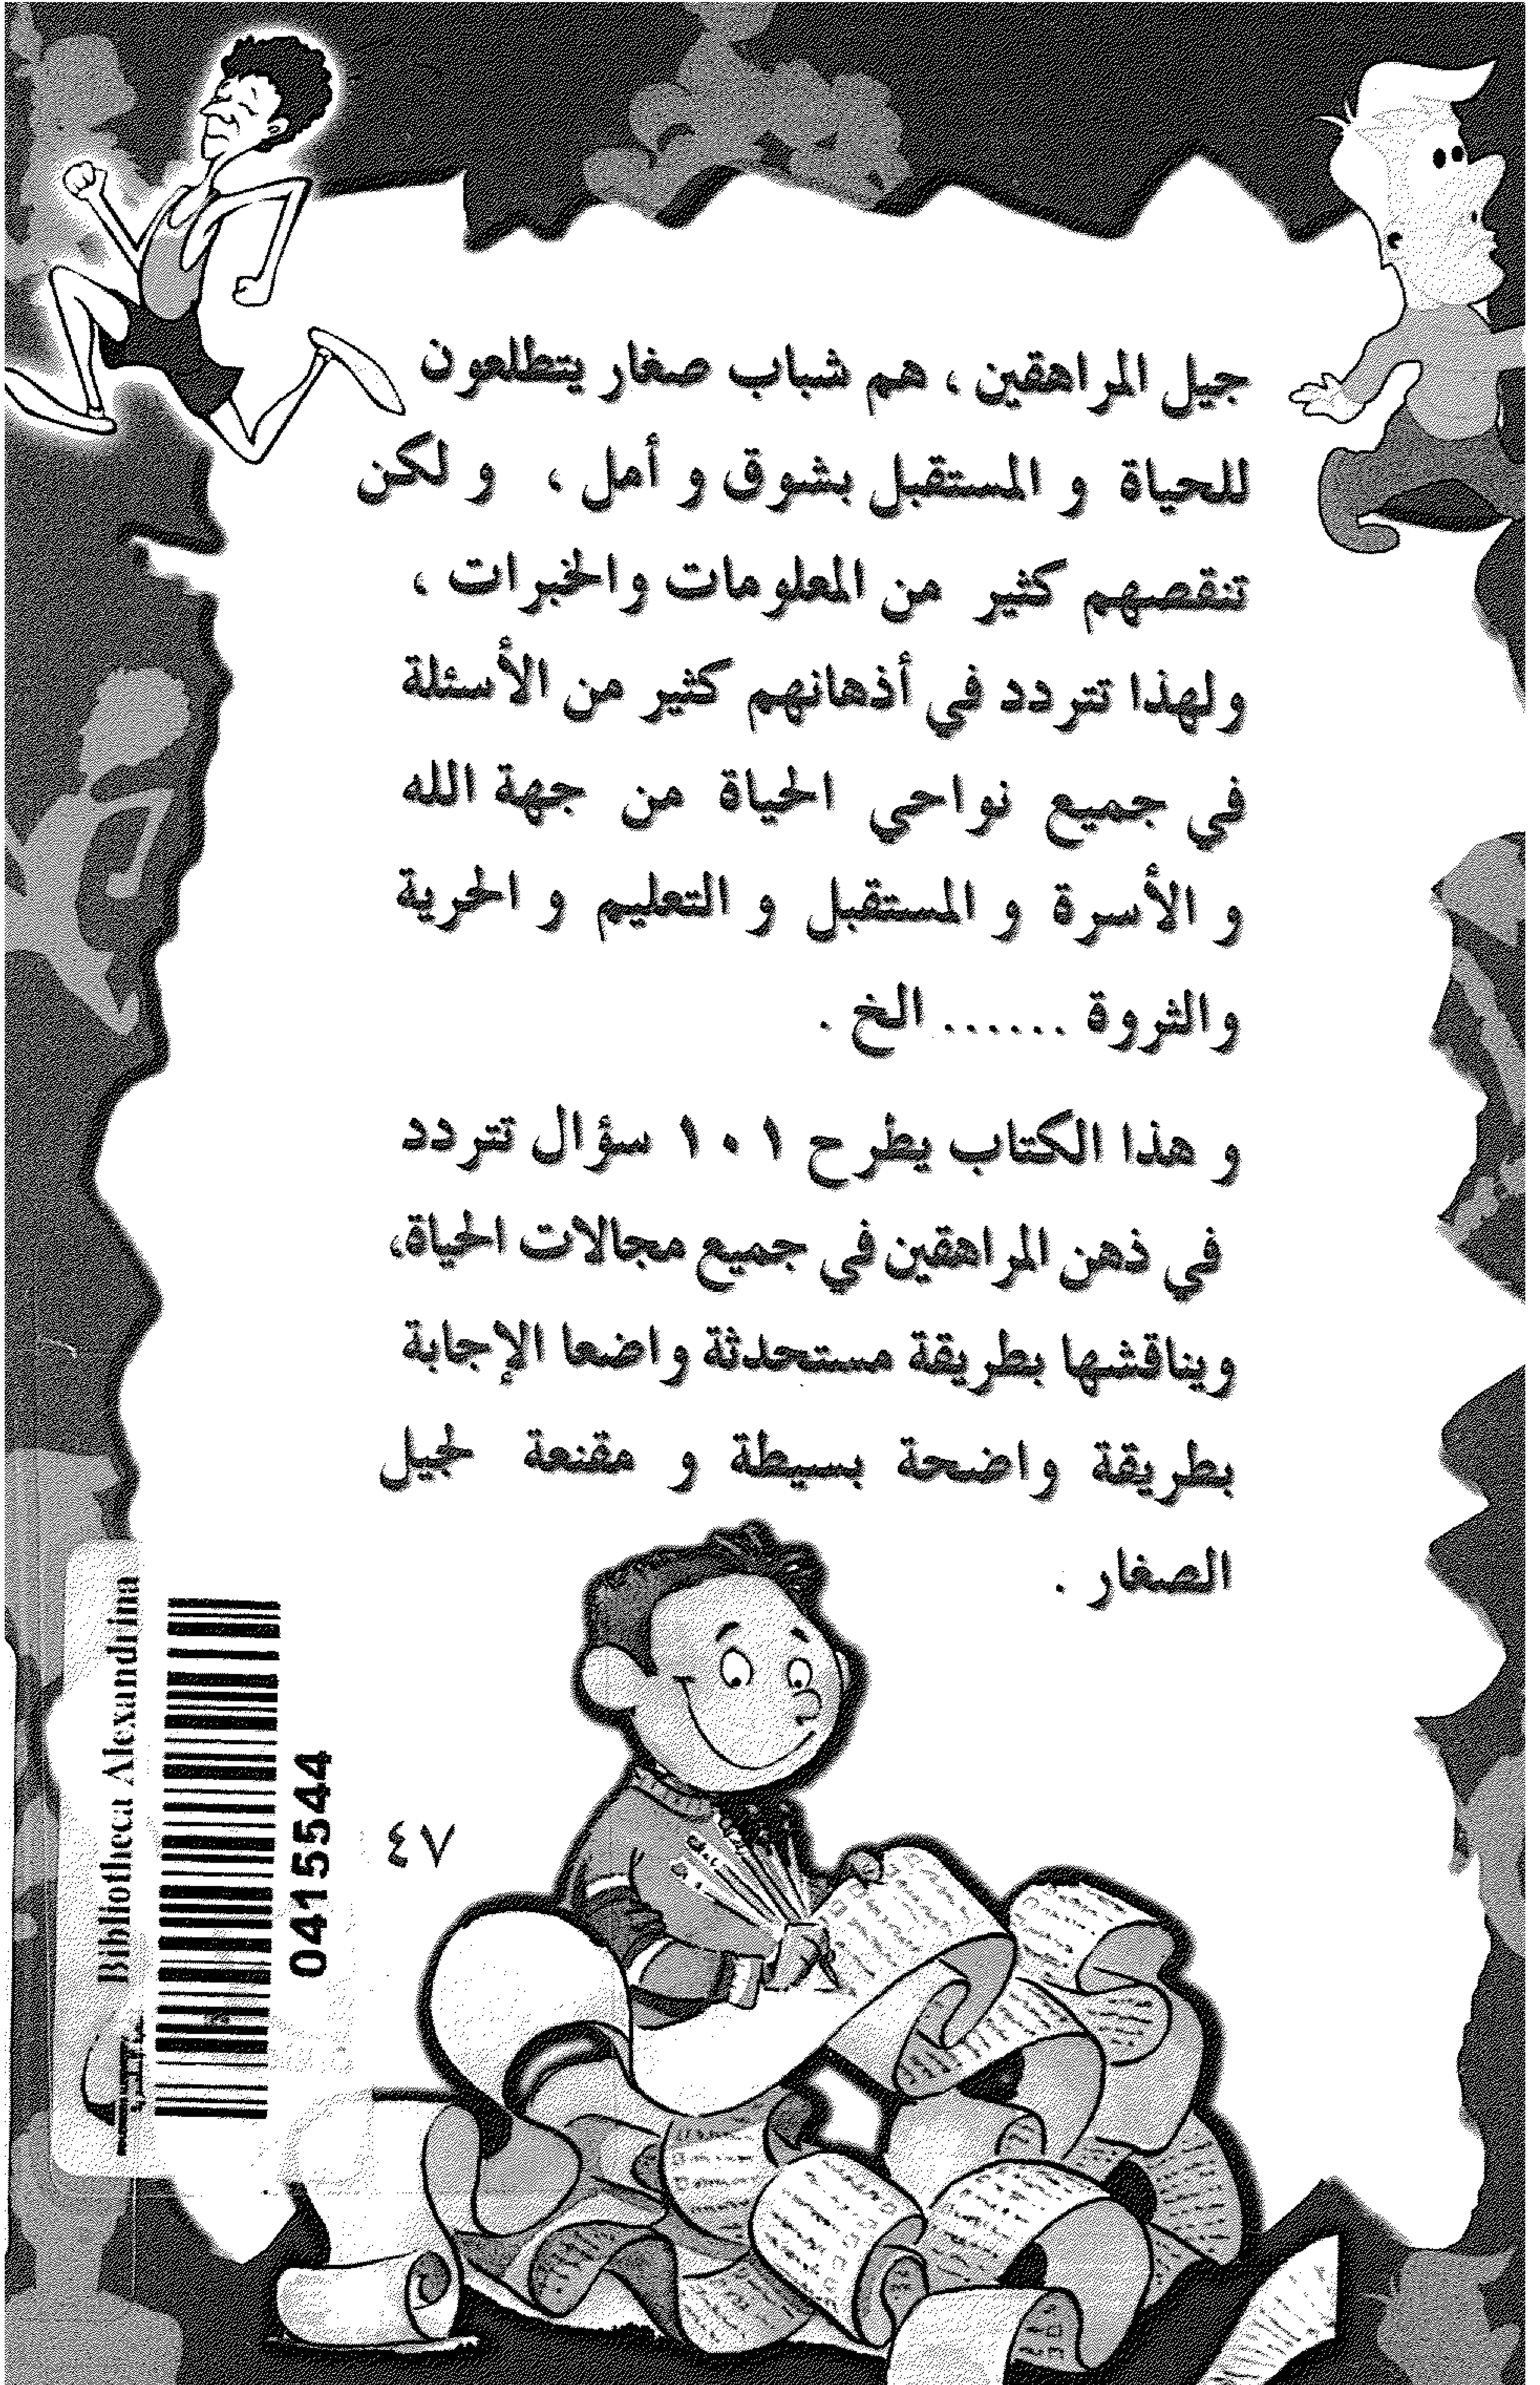 جيل المراهقين ، هم شباب صغار يتطلعون
للحياة و المستقبل بشوق و أمل ، و لكن
تنقصهم كثير من المعلومات والخبرات ،
ولهذا تتردد في أذهانهم كثير من الأسئلة
في جميع نواحي الحياة من جهة الله
و الأسرة و المستقبل و التعليم و الحرية
والثروة ...... الخ .
و هذا الكتاب يطرح ١٠١ سؤال تتردد
في ذهن المراهقين في جميع مجالات الحياة،
ويناقشها بطريقة مستحدثة واضعا الإجابة
بطريقة واضحة بسيطة و مقنعة لجيل
الصغار .
٤٧
Bibliotheca Alexandrina
0415544